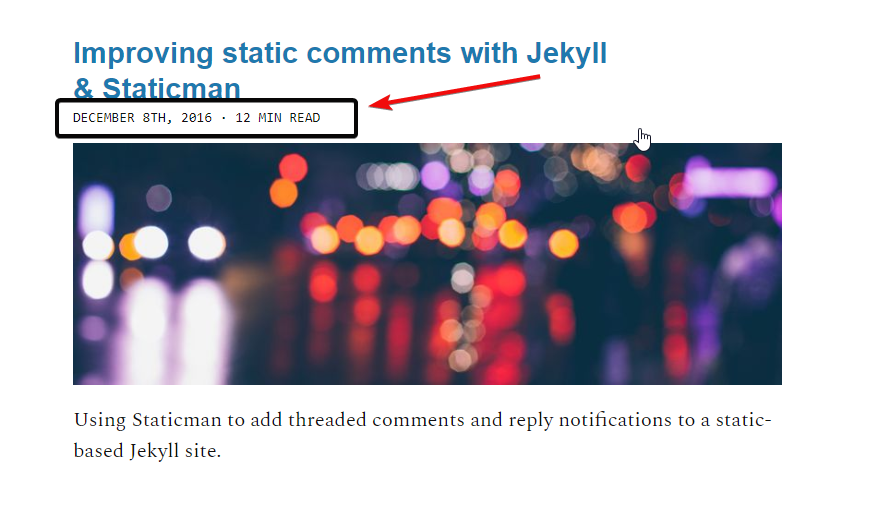 Improving static comments with Jekyll
& Staticman
DECEMBER 8TH, 2016 · 12 MIN READ
Using Staticman to add threaded comments and reply notifications to a static-
based Jekyll site.